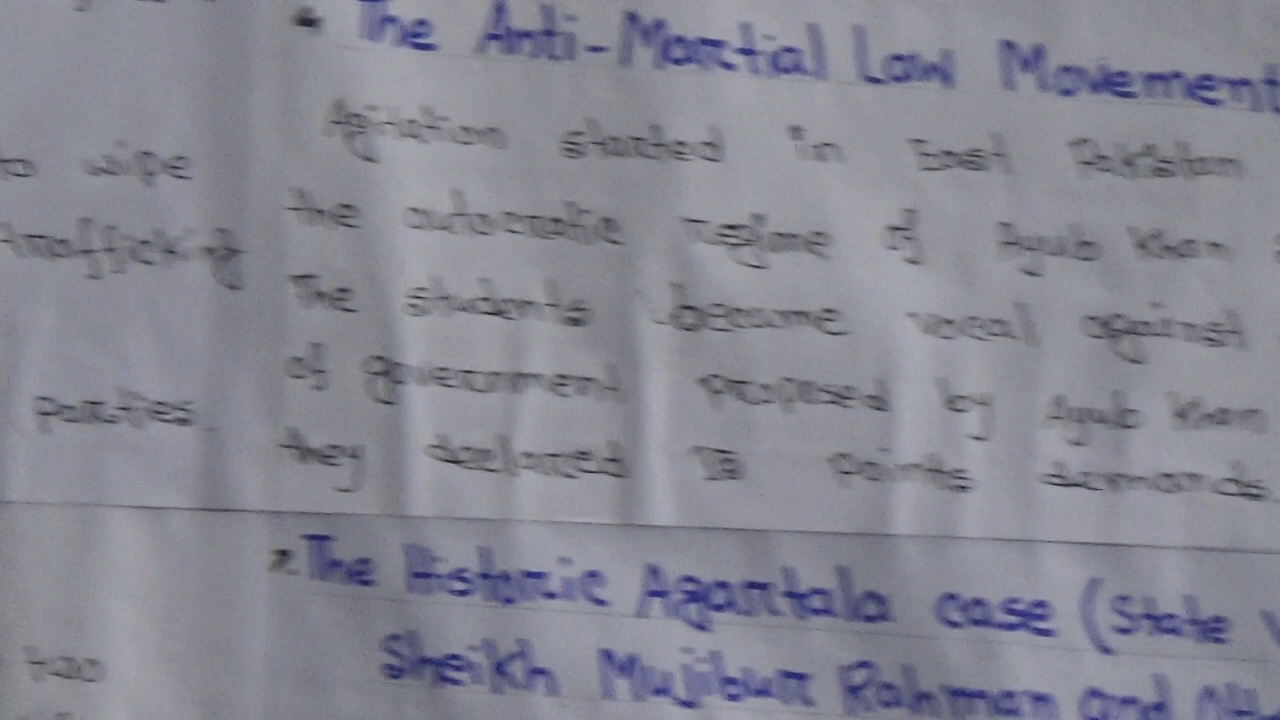 The Anti-Martial Law Movement
Agitation started in East Pakistan
to wipe
the autocratic regime of Ayub Khan
trafficking
The students became vocal against
of government proposed by Ayub Khan
parties.
they declared points demands
The Historic Agartala case (State
Sheikh Mujibur Rahman and
two